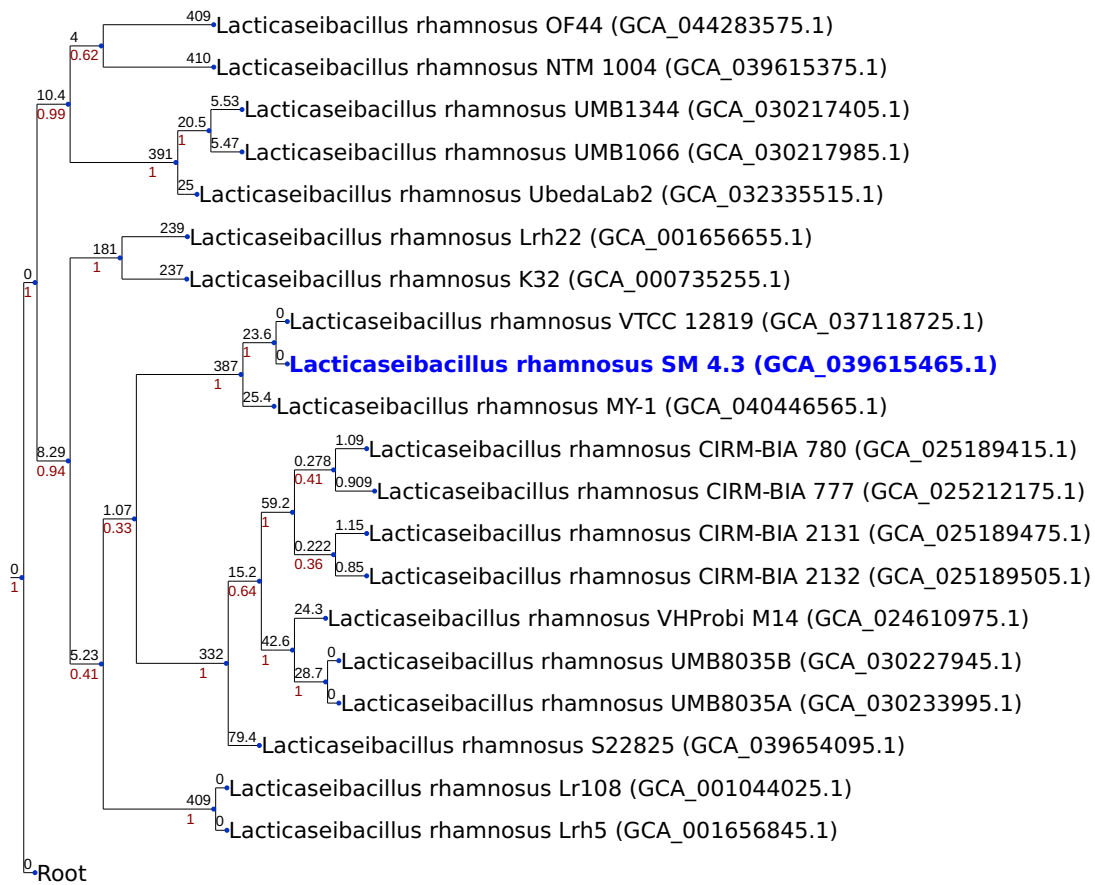 409
Lacticaseibacillus rhamnosus OF44 (GCA_044283575.1)
4
0.62
410
Lacticaseibacillus rhamnosus NTM 1004 (GCA_039615375.1)
10.4
0.99
5.53
Lacticaseibacillus rhamnosus UMB1344 (GCA_030217405.1)
20.5
1
5.47
Lacticaseibacillus rhamnosus UMB1066 (GCA_030217985.1)
391
1
25
Lacticaseibacillus rhamnosus UbedaLab2 (GCA_032335515.1)
239
Lacticaseibacillus rhamnosus Lrh22 (GCA_001656655.1)
181
1
237
Lacticaseibacillus rhamnosus K32 (GCA_000735255.1)
0
1
0
Lacticaseibacillus rhamnosus VTCC 12819 (GCA_037118725.1)
23.6
1
0
Lacticaseibacillus rhamnosus SM 4.3 (GCA_039615465.1)
387
1
25.4
Lacticaseibacillus rhamnosus MY-1 (GCA_040446565.1)
8.29
0.94
1.09
Lacticaseibacillus rhamnosus CIRM-BIA 780 (GCA_025189415.1)
0.278
0.41
0.909
Lacticaseibacillus rhamnosus CIRM-BIA 777 (GCA_025212175.1)
59.2
1
1.07
0.33
1.15
Lacticaseibacillus rhamnosus CIRM-BIA 2131 (GCA_025189475.1)
0.222
0.36
0.85
Lacticaseibacillus rhamnosus CIRM-BIA 2132 (GCA_025189505.1)
0
1
15.2
0.64
24.3
Lacticaseibacillus rhamnosus VHProbi M14 (GCA_024610975.1)
42.6
1
0
Lacticaseibacillus rhamnosus UMB8035B (GCA_030227945.1)
28.7
1
0
Lacticaseibacillus rhamnosus UMB8035A (GCA_030233995.1)
5.23
0.41
332
1
79.4
Lacticaseibacillus rhamnosus S22825 (GCA_039654095.1)
0
Lacticaseibacillus rhamnosus Lr108 (GCA_001044025.1)
409
1
0
Lacticaseibacillus rhamnosus Lrh5 (GCA_001656845.1)
0
Root